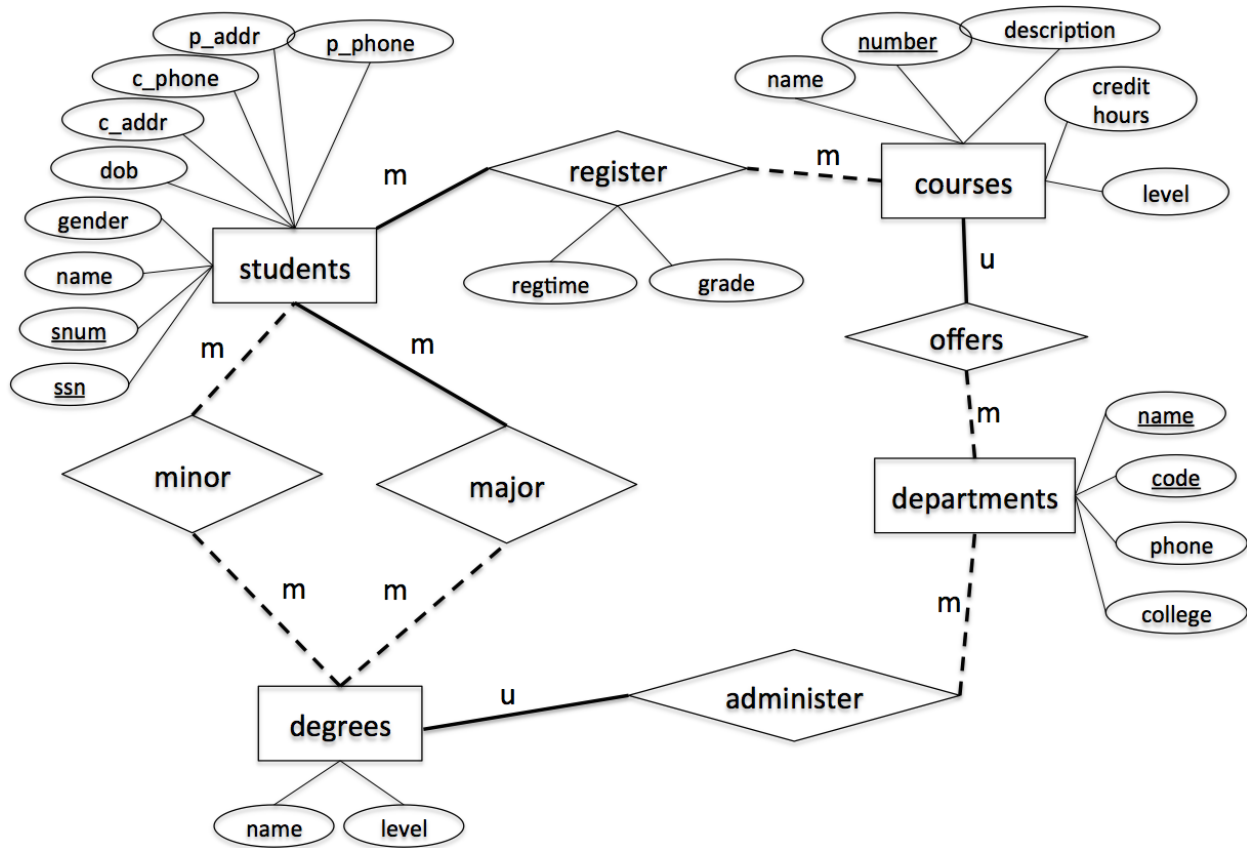 p_addr
p_phone
c_phone
c_addr
dob
gender
name
snum
ssn
students
m
register
m
regtime
grade
name
number
description
credit
hours
level
courses
u
offers
m
name
code
phone
college
departments
m
m
minor
major
m
m
m
u
administer
degrees
name
level